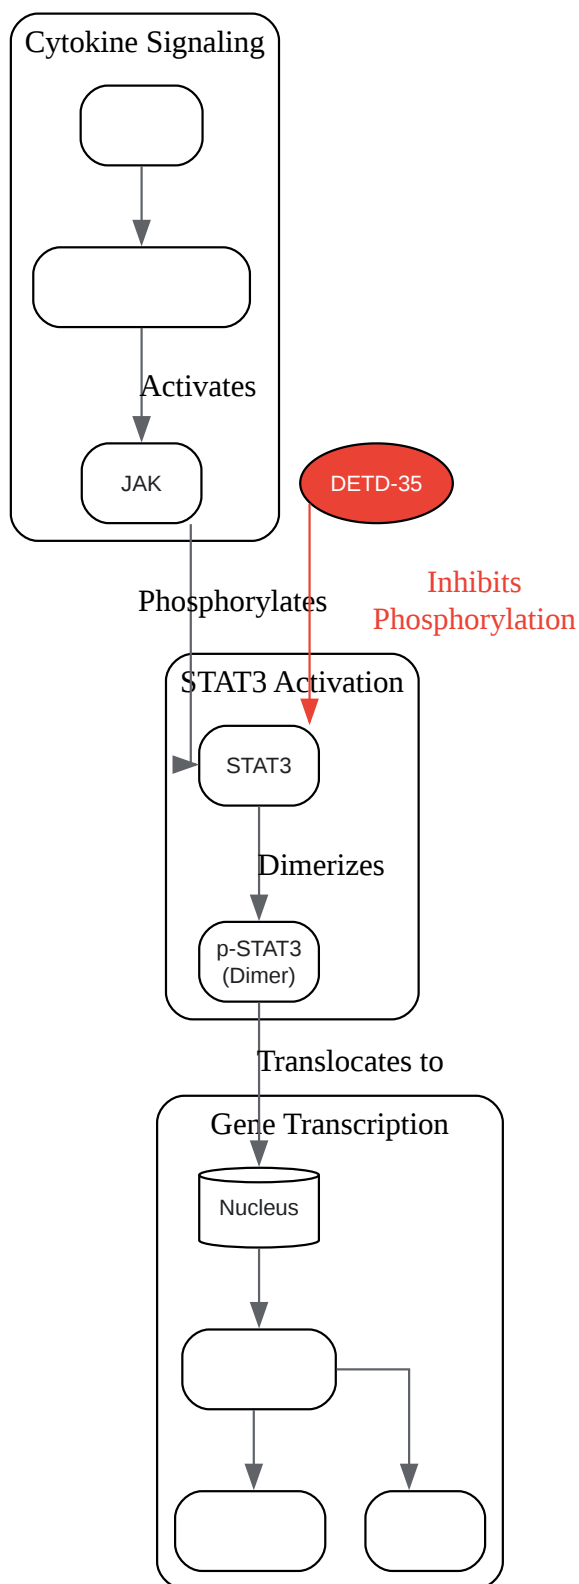 Cytokine Signaling
Activates
JAK
DETD-35
Inhibits
Phosphorylation
Phosphorylates
STAT3 Activation
STAT3
Dimerizes
p-STAT3
(Dimer)
Translocates to
Gene Transcription
Nucleus